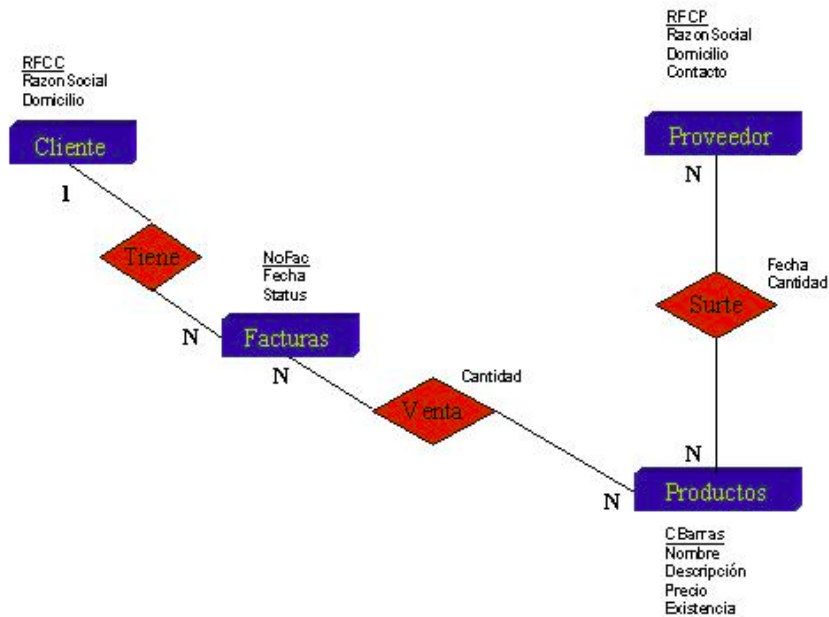 RFCP
Razon Social
Domicilio
Contacto
RFCC
Razon Social
Domicilio
Cliente
Proveedor
1
N
Tiene
NoFac
Fecha
Status
Fecha
Cantidad
Surte
N
Facturas
N
Cantidad
Venta
N
N
Productos
CBarras
Nombre
Descripción
Precio
Existencia